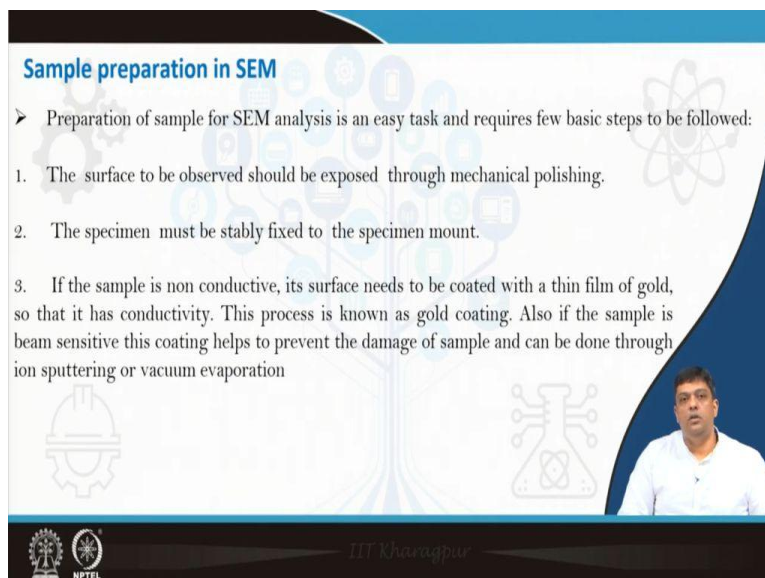 Sample preparation in SEM
➤ Preparation of sample for SEM analysis is an easy task and requires few basic steps to be followed:
1. The surface to be observed should be exposed through mechanical polishing.
2. The specimen must be stably fixed to the specimen mount.
3. If the sample is non conductive, its surface needs to be coated with a thin film of gold,
so that it has conductivity. This process is known as gold coating. Also if the sample is
beam sensitive this coating helps to prevent the damage of sample and can be done through
ion sputtering or vacuum evaporation
IIT Kharagpur
NPTEL